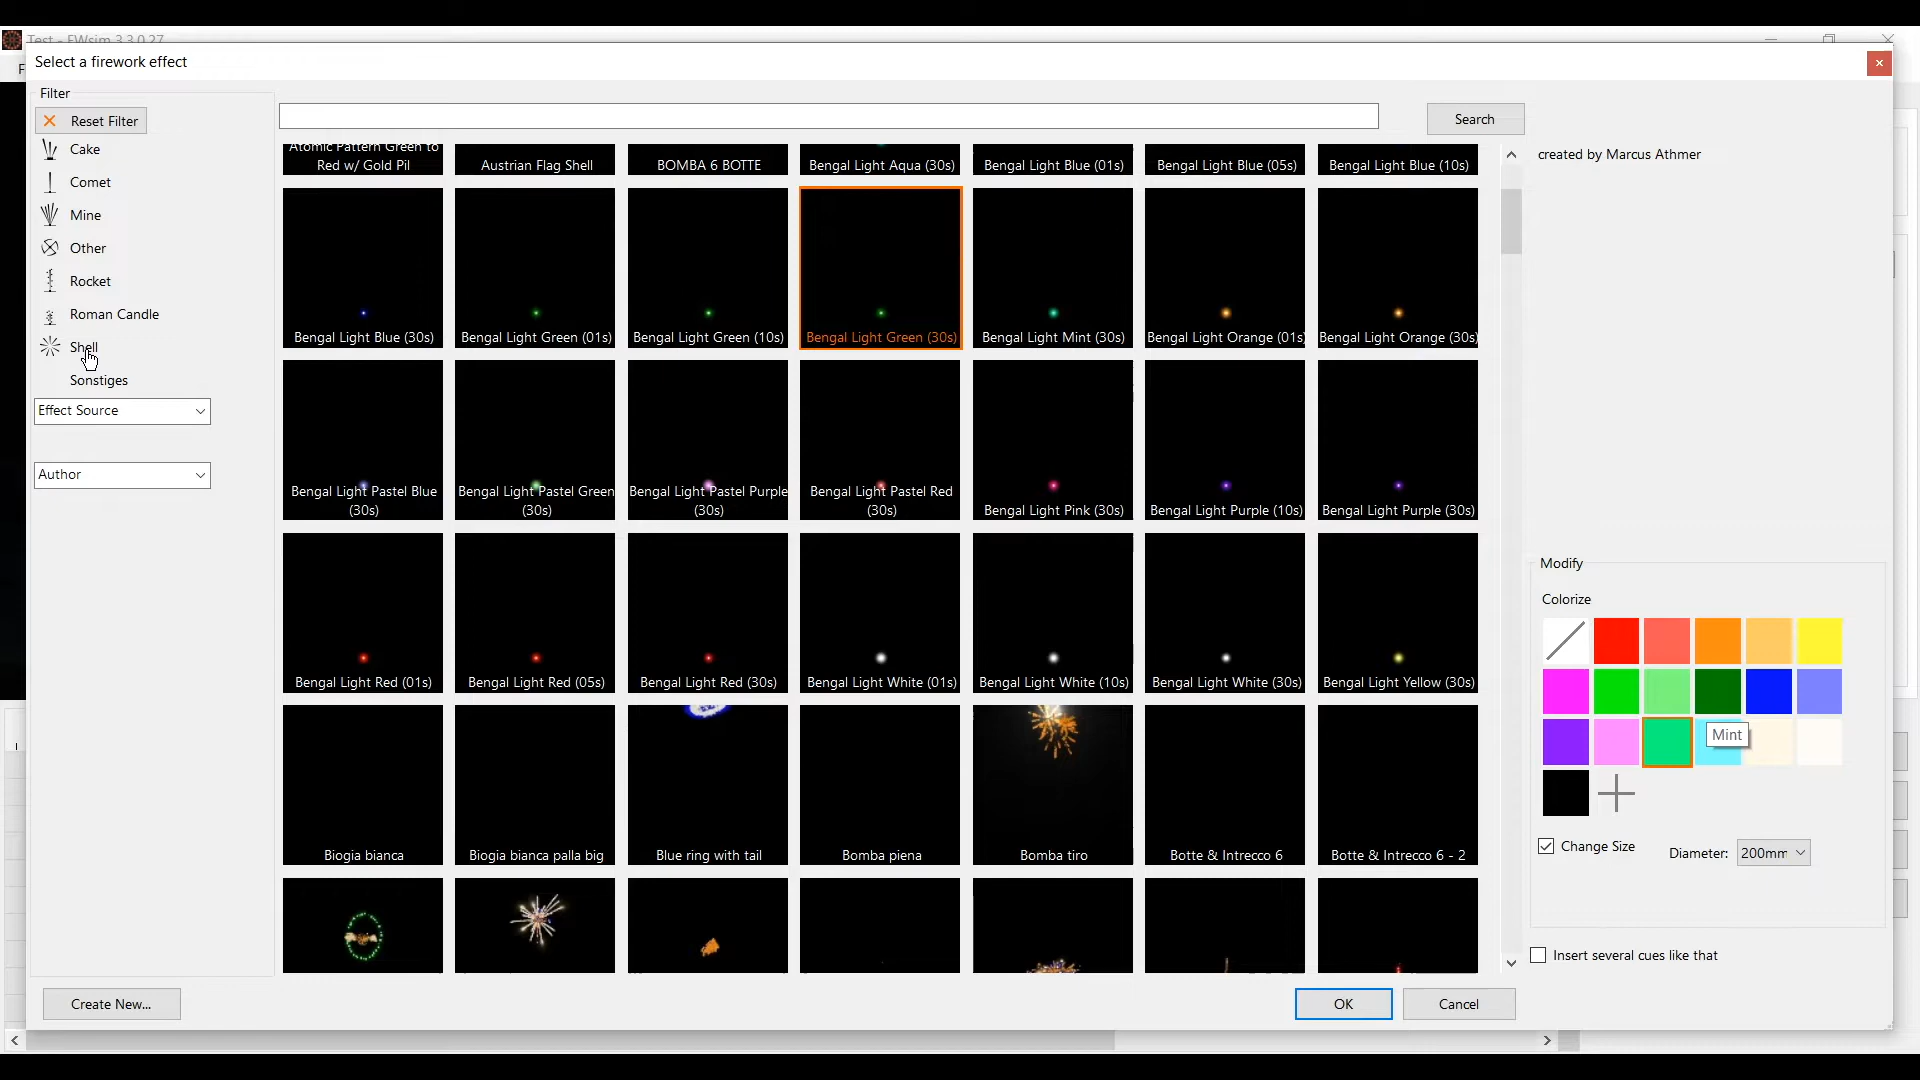 Test - FWsim 3.3.0.27
Select a firework effect
F
Filter
Reset Filter
Cake
Comet
Mine
Other
Rocket
Roman Candle
Shell
Sonstiges
Effect Source
Author
Search
Atomic Pattern Green to
Red w/ Gold Pil
Austrian Flag Shell
BOMBA 6 BOTTE
Bengal Light Aqua (30s)
Bengal Light Blue (01s)
Bengal Light Blue (05s)
Bengal Light Blue (10s)
Bengal Light Blue (30s)
Bengal Light Green (01s)
Bengal Light Green (10s)
Bengal Light Green (30s)
Bengal Light Mint (30s)
Bengal Light Orange (01s)
Bengal Light Orange (30s)
Bengal Light Pastel Blue
(30s)
Bengal Light Pastel Green
(30s)
Bengal Light Pastel Purple
(30s)
Bengal Light Pastel Red
(30s)
Bengal Light Pink (30s)
Bengal Light Purple (10s)
Bengal Light Purple (30s)
Bengal Light Red (01s)
Bengal Light Red (05s)
Bengal Light Red (30s)
Bengal Light White (01s)
Bengal Light White (10s)
Bengal Light White (30s)
Bengal Light Yellow (30s)
Biogia bianca
Biogia bianca palla big
Blue ring with tail
Bomba piena
Bomba tiro
Botte & Intrecco 6
Botte & Intrecco 6 - 2
created by Marcus Athmer
Modify
Colorize
Mint
Change Size
Diameter:
200mm
Insert several cues like that
Create New...
OK
Cancel